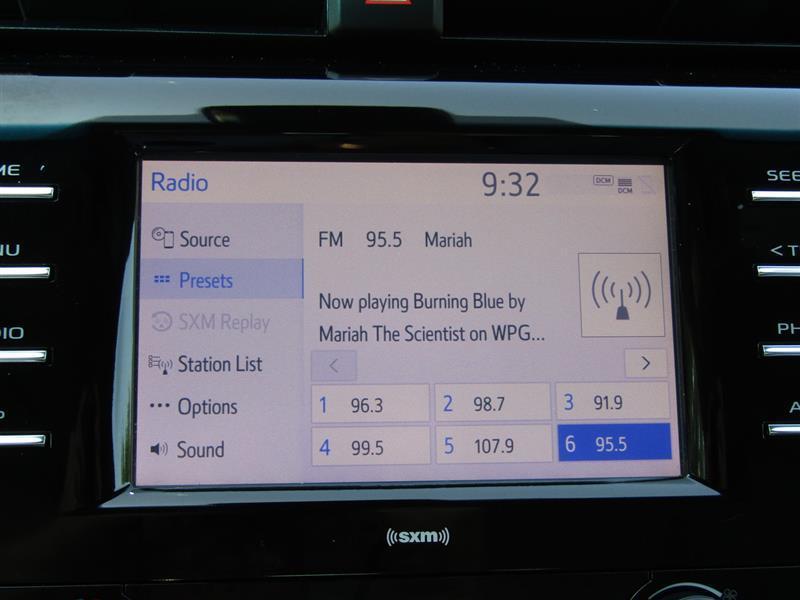 Radio 9:32 DCM DCM
Source
Presets
SXM Replay
Station List
Options
Sound
FM 95.5 Mariah
Now playing Burning Blue by
Mariah The Scientist on WPG...
< >
1 96.3 2 98.7 3 91.9
4 99.5 5 107.9 6 95.5
((sxm))